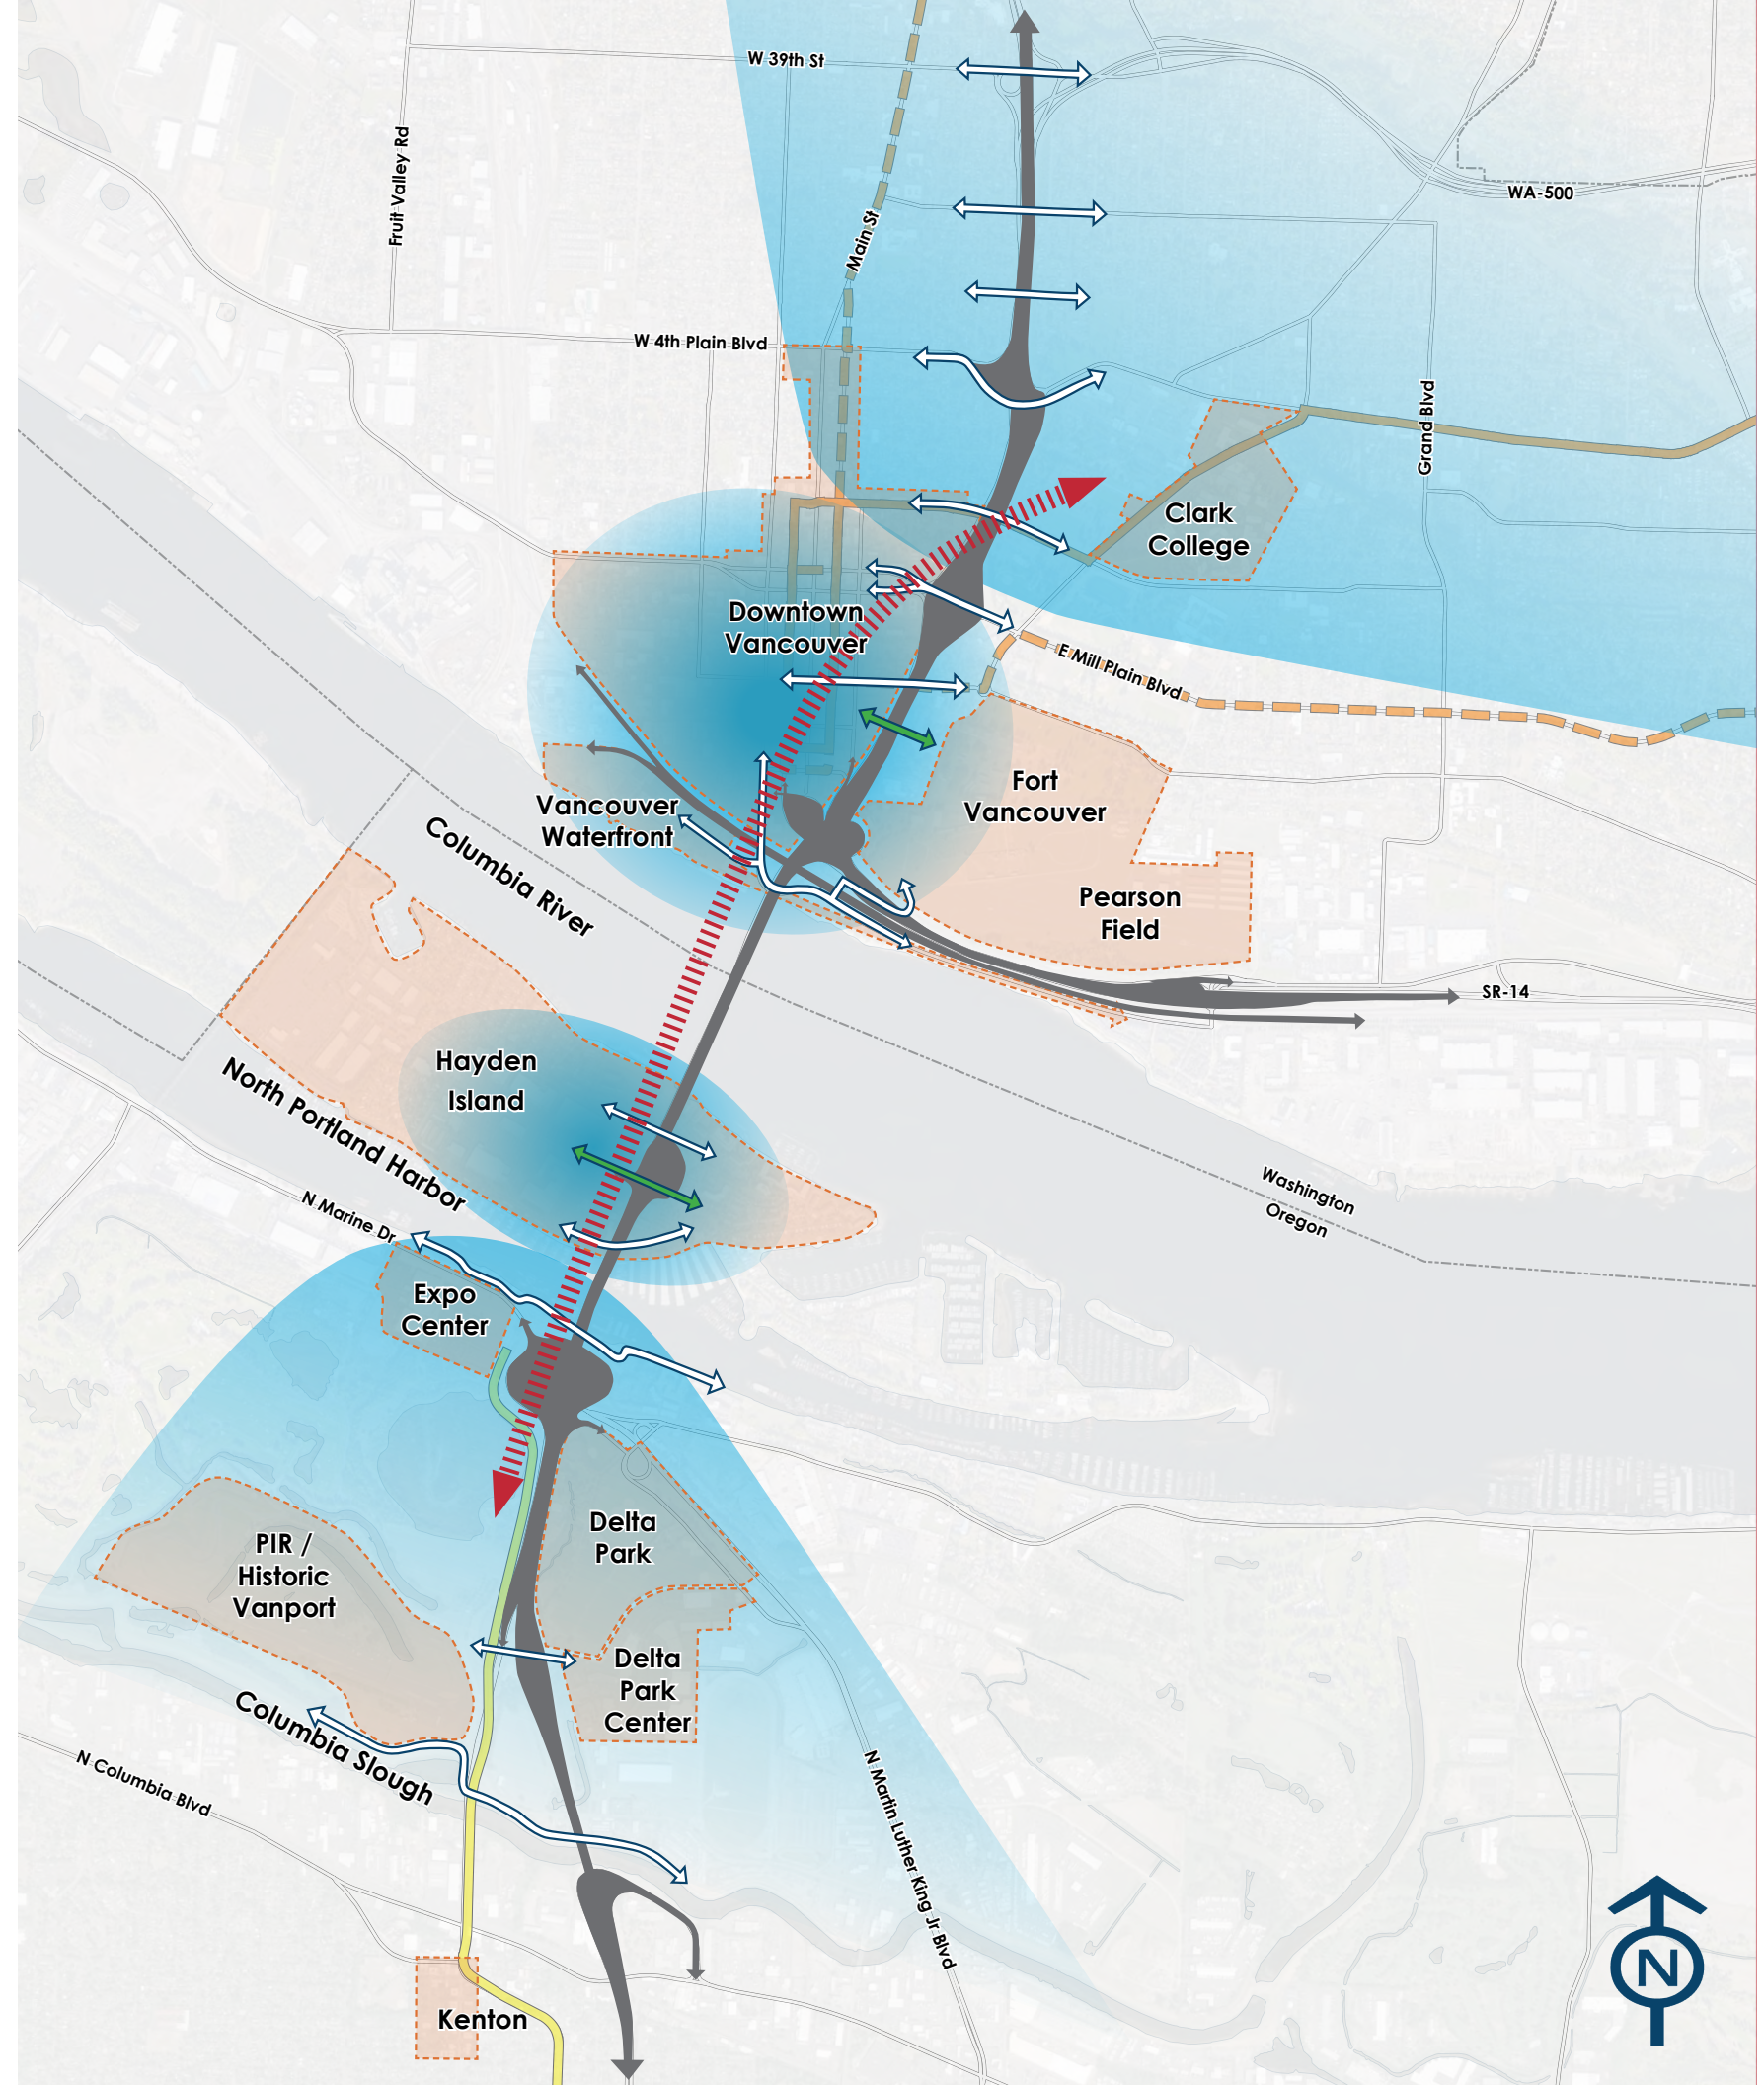 W 39th St
Fruit Valley Rd
WA-500
Main St
W 4th Plain Blvd
Grand Blvd
Clark
College
Downtown
Vancouver
E Mill Plain Blvd
Fort
Vancouver
Vancouver
Waterfront
Columbia River
Pearson
Field
SR-14
Hayden
Island
North Portland Harbor
Washington
Oregon
N Marine Dr
Expo
Center
Delta
Park
PIR /
Historic
Vanport
Delta
Park
Center
Columbia Slough
N Columbia Blvd
N Martin Luther King Jr Blvd
Kenton
N